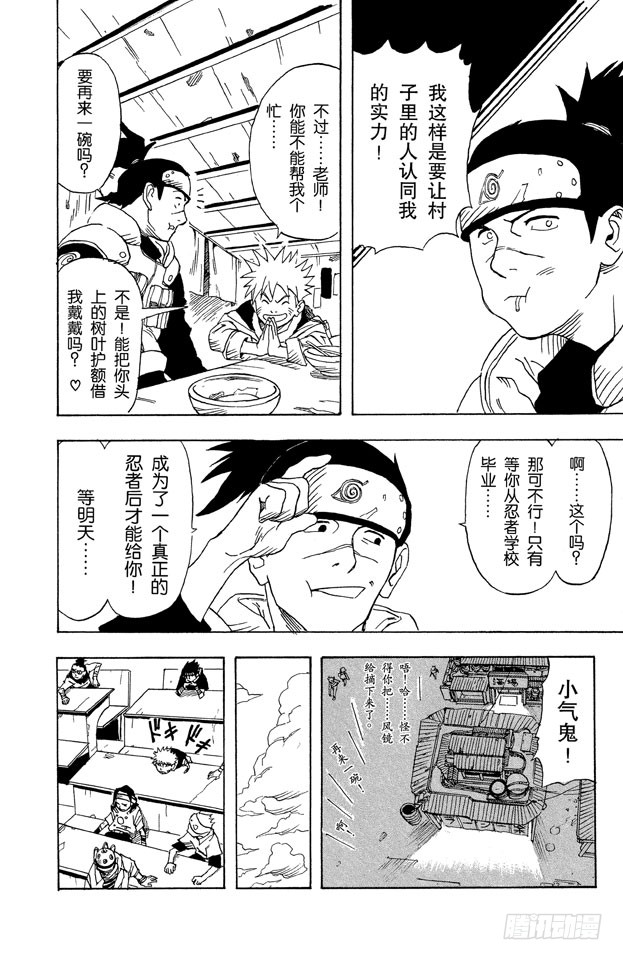 我这样是要让村
子里的人认同我
的实力！
不过……老师！
你能不能帮我个
忙……
要再来一碗吗？
不是！能把你头
上的树叶护额借
我戴戴吗？♡
啊……这个吗？
那可不行！只有
等你从忍者学校
毕业……
成为了一个真正的
忍者后才能给你！
等明天……
小气鬼！
唔！哈……怪不
得你把……风镜
给摘下来了。
再来一碗！
酒場
ドキドキ
腾讯动漫